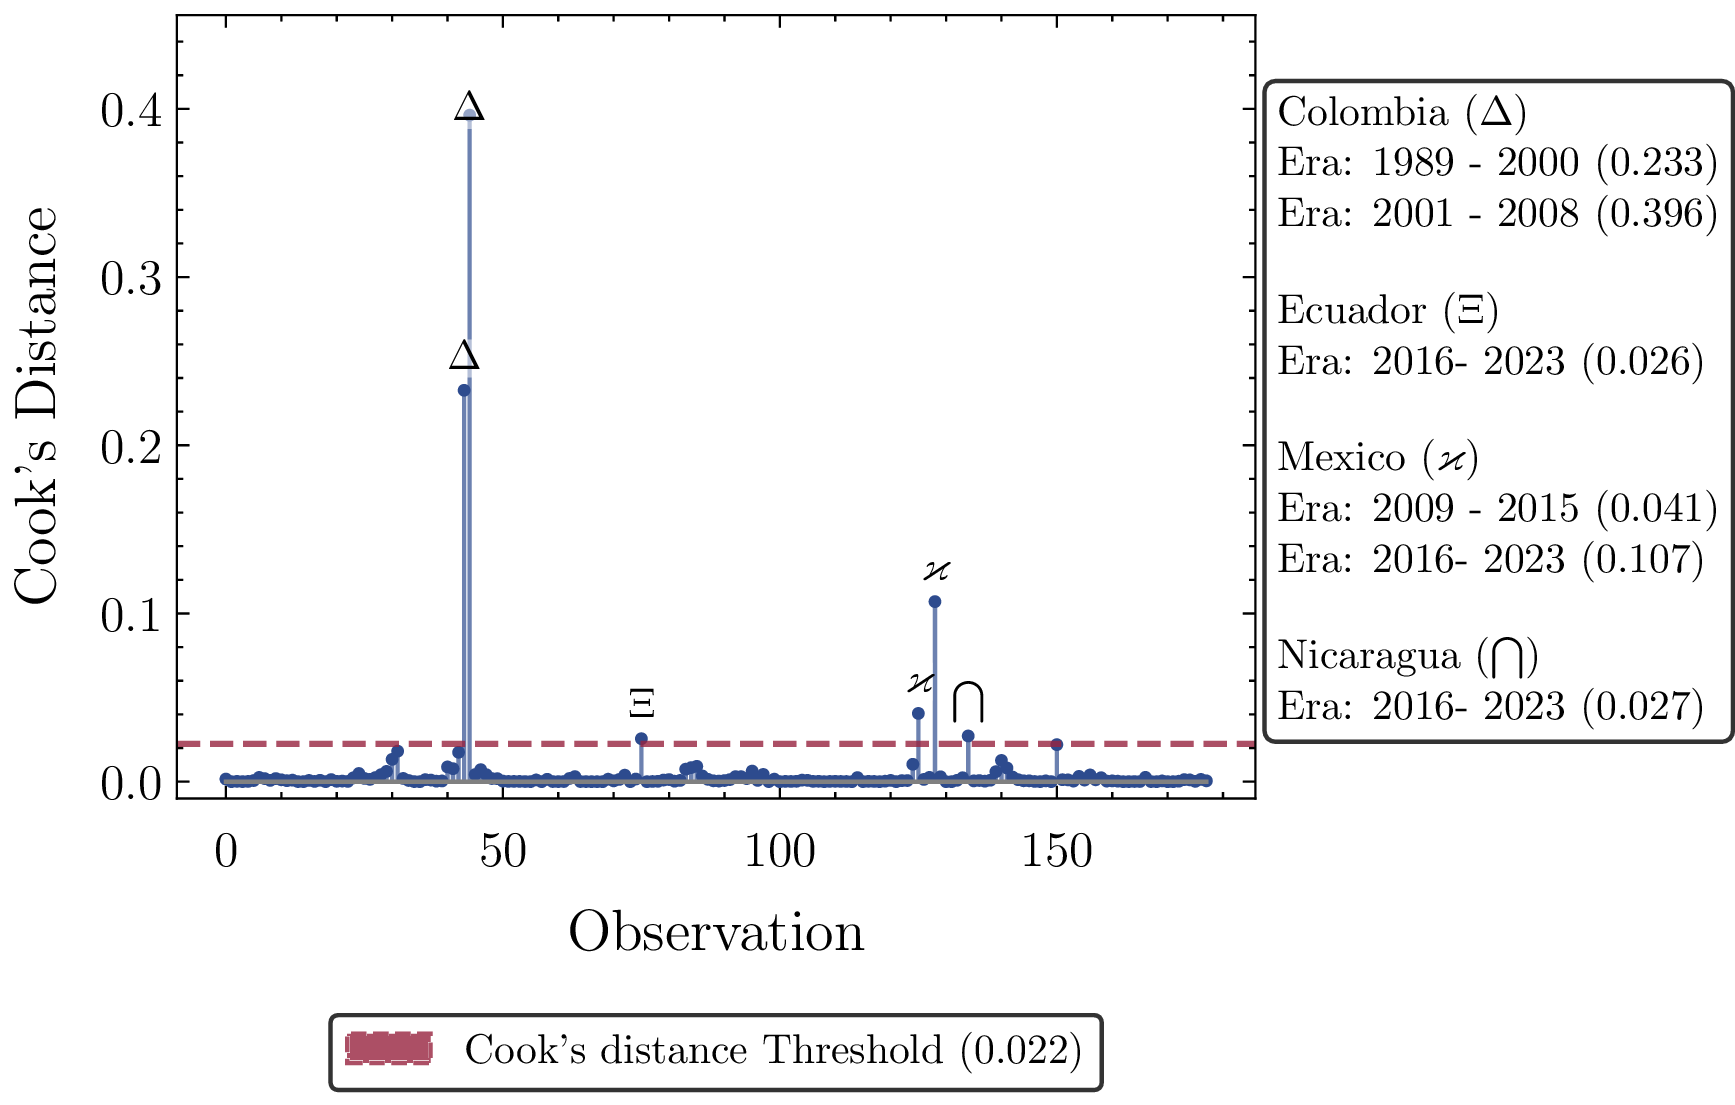 Cook's Distance
0.4
0.3
0.2
0.1
0.0
Δ
Δ
Ξ
ϰ
ϰ
⋂
0 50 100 150
Observation
Colombia (Δ)
Era: 1989 - 2000 (0.233)
Era: 2001 - 2008 (0.396)
Ecuador (Ξ)
Era: 2016- 2023 (0.026)
Mexico (ϰ)
Era: 2009 - 2015 (0.041)
Era: 2016- 2023 (0.107)
Nicaragua (⋂)
Era: 2016- 2023 (0.027)
Cook's distance Threshold (0.022)